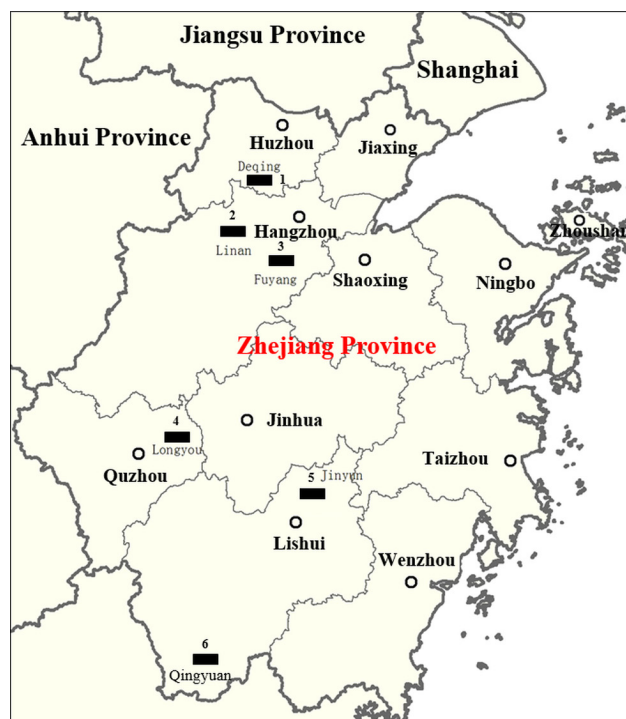 Jiangsu Province
Shanghai
Anhui Province
Huzhou
Jiaxing
Deqing
1
2
Hangzhou
Zhoushan
Linan
3
Fuyang
Shaoxing
Ningbo
Zhejiang Province
4
Jinhua
Longyou
Quzhou
Taizhou
5 Jinyun
Lishui
Wenzhou
6
Qingyuan